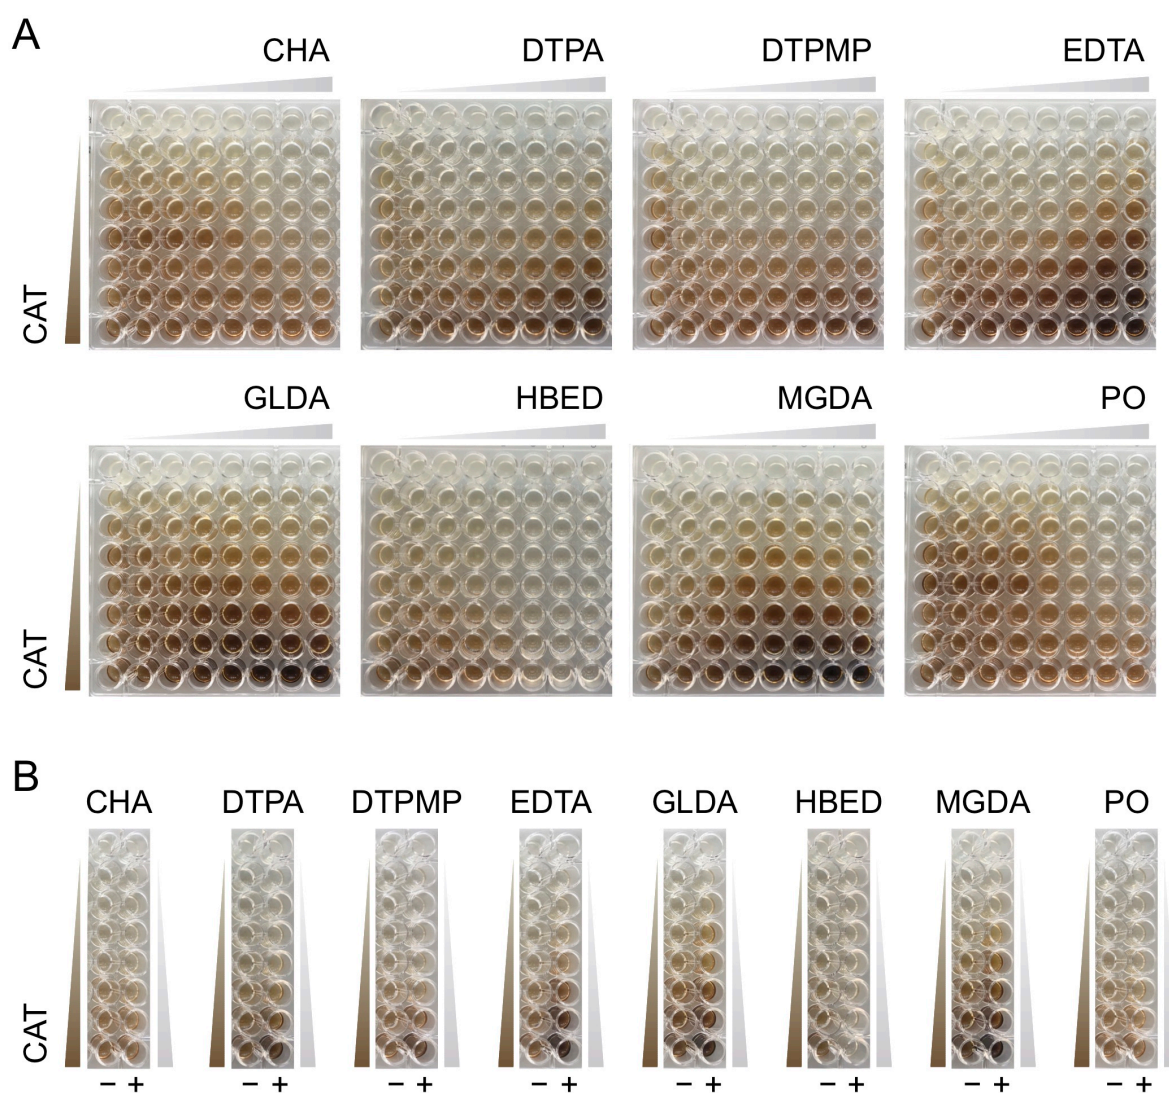 A
CHA DTPA DTPMP EDTA
CAT
GLDA HBED MGDA PO
CAT
B
CHA DTPA DTPMP EDTA GLDA HBED MGDA PO
CAT
− + − + − + − + − + − + − + − +